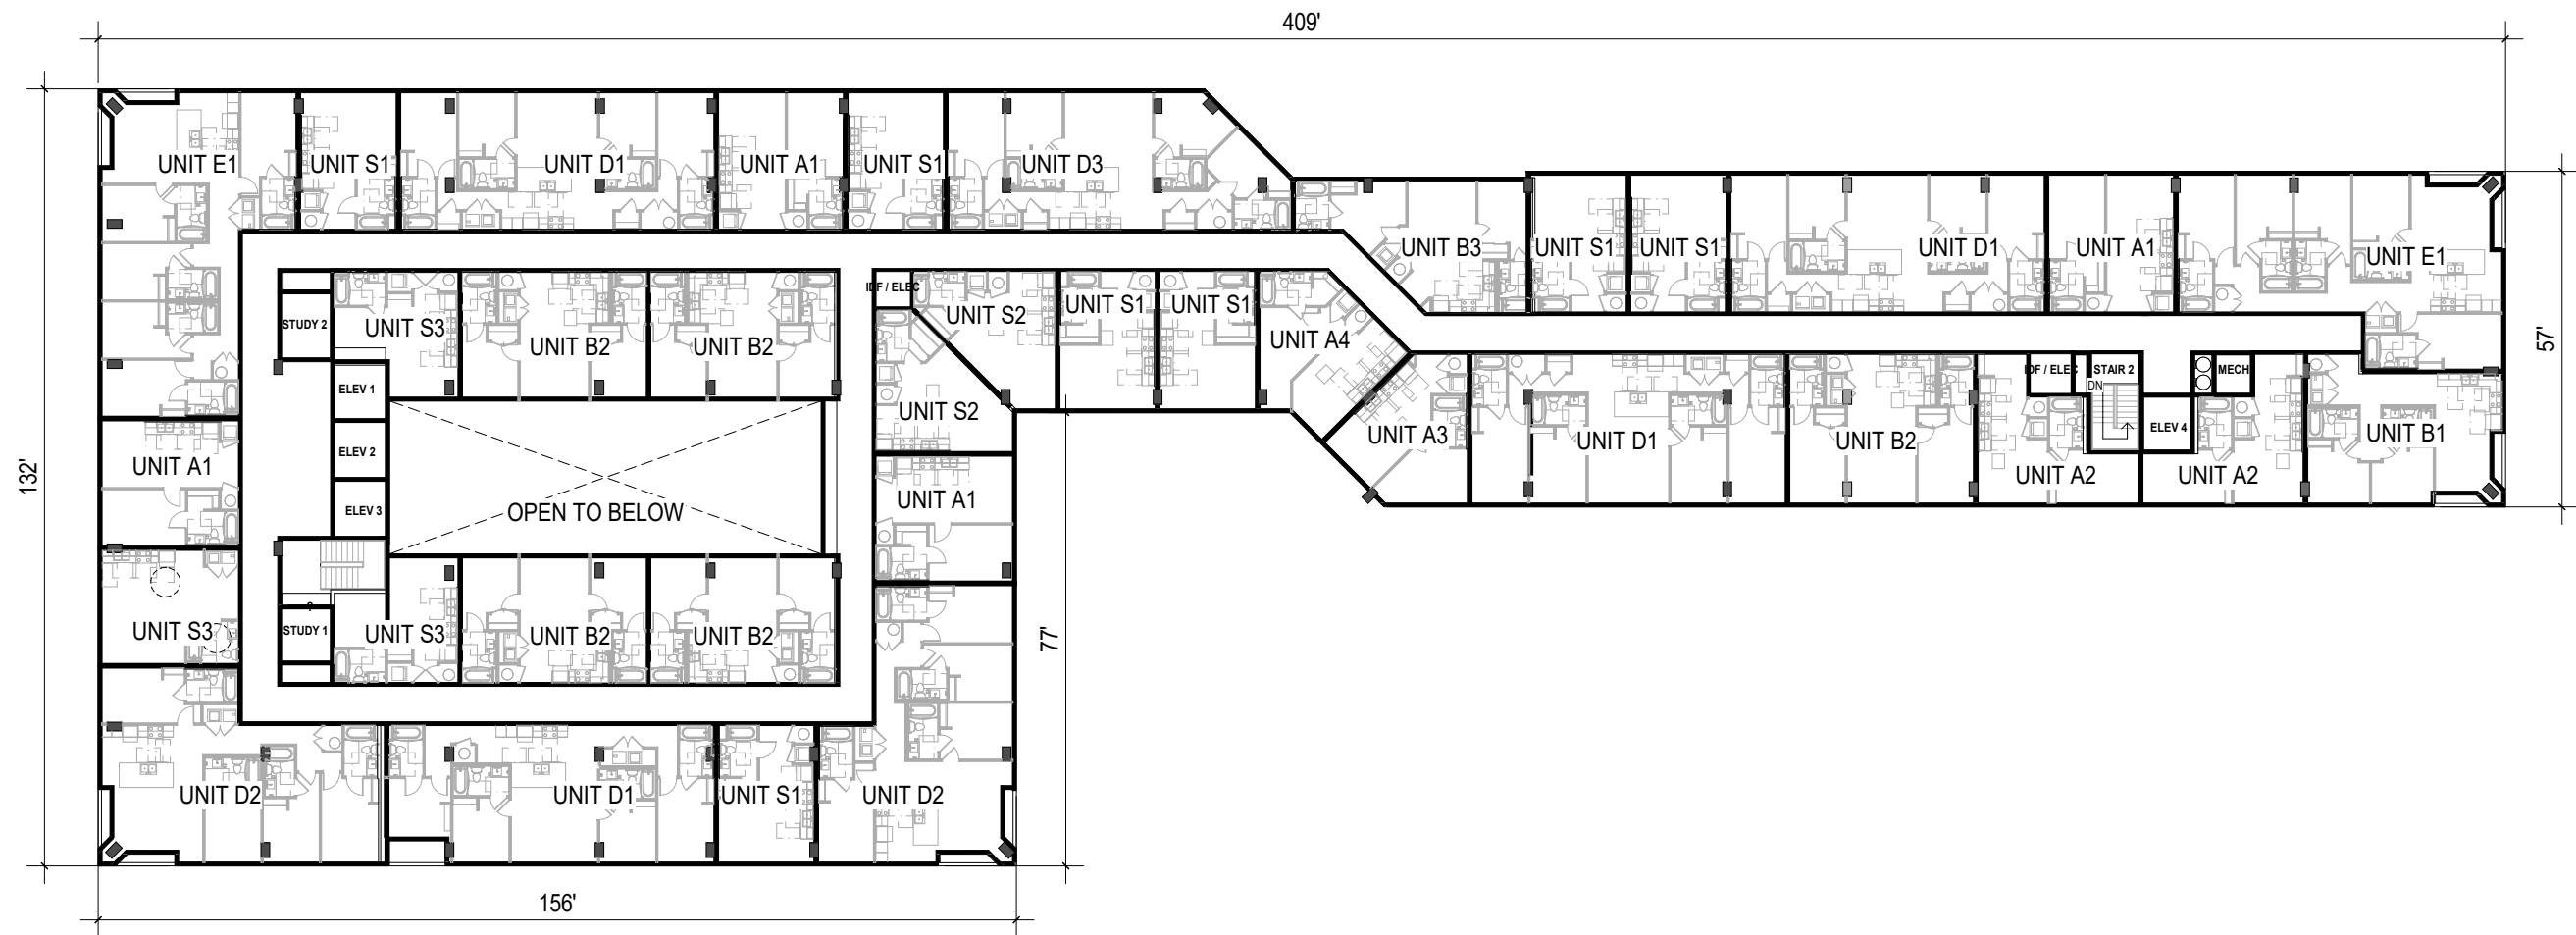 409'
UNIT E1
UNIT S1
UNIT D1
UNIT A1
UNIT S1
UNIT D3
UNIT B3
UNIT S1
UNIT S1
UNIT D1
UNIT A1
UNIT E1
IDF / ELEC
STUDY 2
UNIT S3
UNIT B2
UNIT B2
UNIT S2
UNIT S1
UNIT S1
UNIT A4
57'
ELEV 1
IDF / ELEC
STAIR 2
DN
MECH
UNIT S2
UNIT A3
UNIT D1
UNIT B2
ELEV 4
UNIT B1
132'
UNIT A1
ELEV 2
UNIT A2
UNIT A2
ELEV 3
OPEN TO BELOW
UNIT A1
UNIT S3
STUDY 1
UNIT S3
UNIT B2
UNIT B2
77'
UNIT D2
UNIT D1
UNIT S1
UNIT D2
156'